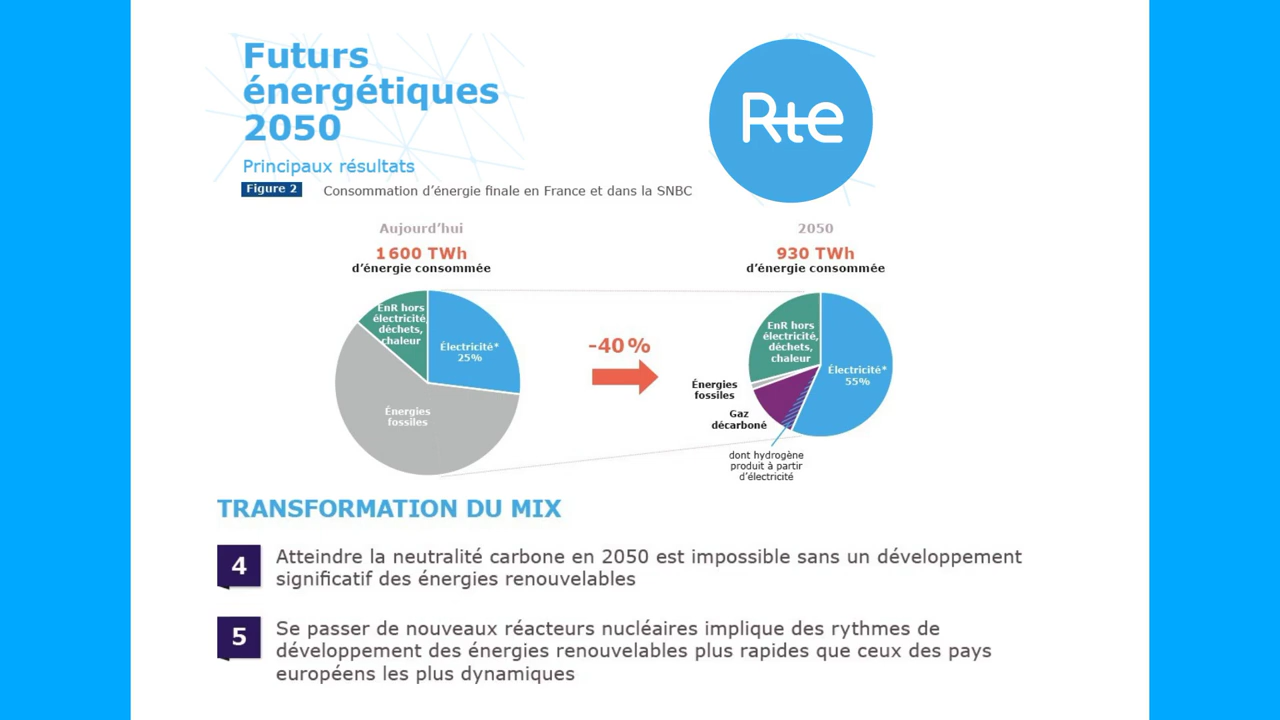 Futurs
énergétiques
2050
Rte
Principaux résultats
Figure 2 Consommation d'énergie finale en France et dans la SNBC
Aujourd'hui
1600 TWh
d'énergie consommée
EnR hors
électricité,
déchets,
chaleur
Électricité*
25%
Énergies
fossiles
-40%
2050
930 TWh
d'énergie consommée
EnR hors
électricité,
déchets,
chaleur
Électricité*
55%
Énergies
fossiles
Gaz
décarboné
dont hydrogène
produit à partir
d'électricité
TRANSFORMATION DU MIX
4 Atteindre la neutralité carbone en 2050 est impossible sans un développement
significatif des énergies renouvelables
5 Se passer de nouveaux réacteurs nucléaires implique des rythmes de
développement des énergies renouvelables plus rapides que ceux des pays
européens les plus dynamiques